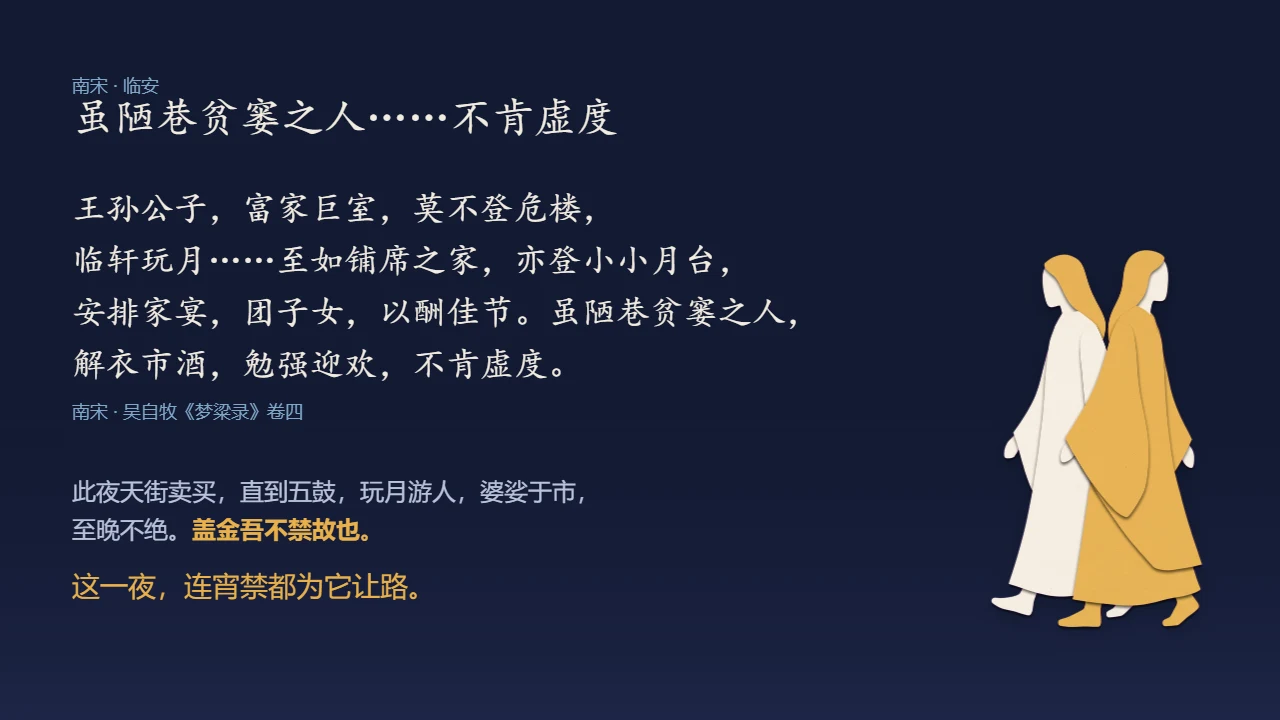 南宋 · 临安
虽陋巷贫窭之人……不肯虚度
王孙公子，富家巨室，莫不登危楼，
临轩玩月……至如铺席之家，亦登小小月台，
安排家宴，团子女，以酬佳节。虽陋巷贫窭之人，
解衣市酒，勉强迎欢，不肯虚度。
南宋 · 吴自牧《梦粱录》卷四
此夜天街卖买，直到五鼓，玩月游人，婆娑于市，
至晚不绝。盖金吾不禁故也。
这一夜，连宵禁都为它让路。